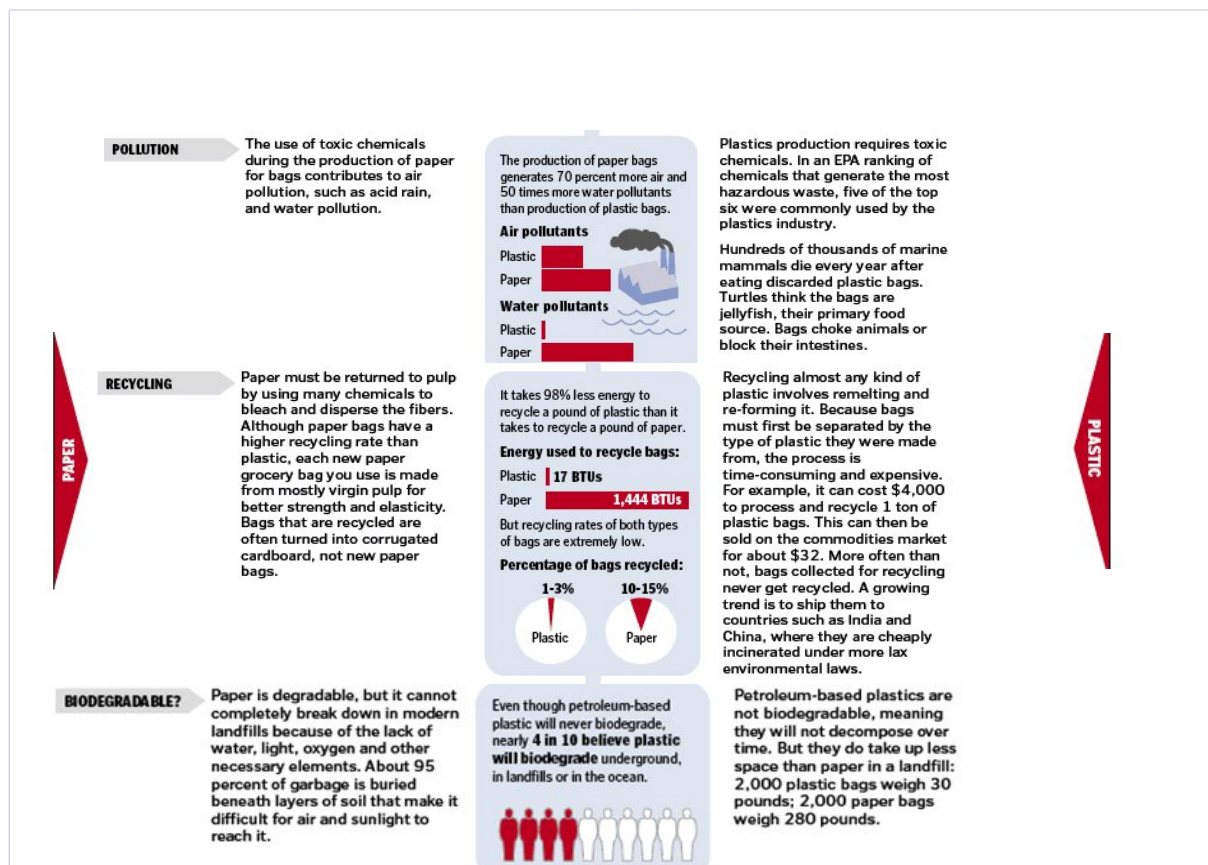 POLLUTION
The use of toxic chemicals
during the production of paper
for bags contributes to air
pollution, such as acid rain,
and water pollution.
The production of paper bags
generates 70 percent more air and
50 times more water pollutants
than production of plastic bags.
Air pollutants
Plastic
Paper
Water pollutants
Plastic
Paper
Plastics production requires toxic
chemicals. In an EPA ranking of
chemicals that generate the most
hazardous waste, five of the top
six were commonly used by the
plastics industry.
Hundreds of thousands of marine
mammals die every year after
eating discarded plastic bags.
Turtles think the bags are
jellyfish, their primary food
source. Bags choke animals or
block their intestines.
PAPER
RECYCLING
Paper must be returned to pulp
by using many chemicals to
bleach and disperse the fibers.
Although paper bags have a
higher recycling rate than
plastic, each new paper
grocery bag you use is made
from mostly virgin pulp for
better strength and elasticity.
Bags that are recycled are
often turned into corrugated
cardboard, not new paper
bags.
It takes 98% less energy to
recycle a pound of plastic than it
takes to recycle a pound of paper.
Energy used to recycle bags:
Plastic 17 BTUs
Paper 1,444 BTUs
But recycling rates of both types
of bags are extremely low.
Percentage of bags recycled:
1-3% 10-15%
Plastic Paper
Recycling almost any kind of
plastic involves remelting and
re-forming it. Because bags
must first be separated by the
type of plastic they were made
from, the process is
time-consuming and expensive.
For example, it can cost $4,000
to process and recycle 1 ton of
plastic bags. This can then be
sold on the commodities market
for about $32. More often than
not, bags collected for recycling
never get recycled. A growing
trend is to ship them to
countries such as India and
China, where they are cheaply
incinerated under more lax
environmental laws.
PLASTIC
BIODEGRADABLE?
Paper is degradable, but it cannot
completely break down in modern
landfills because of the lack of
water, light, oxygen and other
necessary elements. About 95
percent of garbage is buried
beneath layers of soil that make it
difficult for air and sunlight to
reach it.
Even though petroleum-based
plastic will never biodegrade,
nearly 4 in 10 believe plastic
will biodegrade underground,
in landfills or in the ocean.
Petroleum-based plastics are
not biodegradable, meaning
they will not decompose over
time. But they do take up less
space than paper in a landfill:
2,000 plastic bags weigh 30
pounds; 2,000 paper bags
weigh 280 pounds.